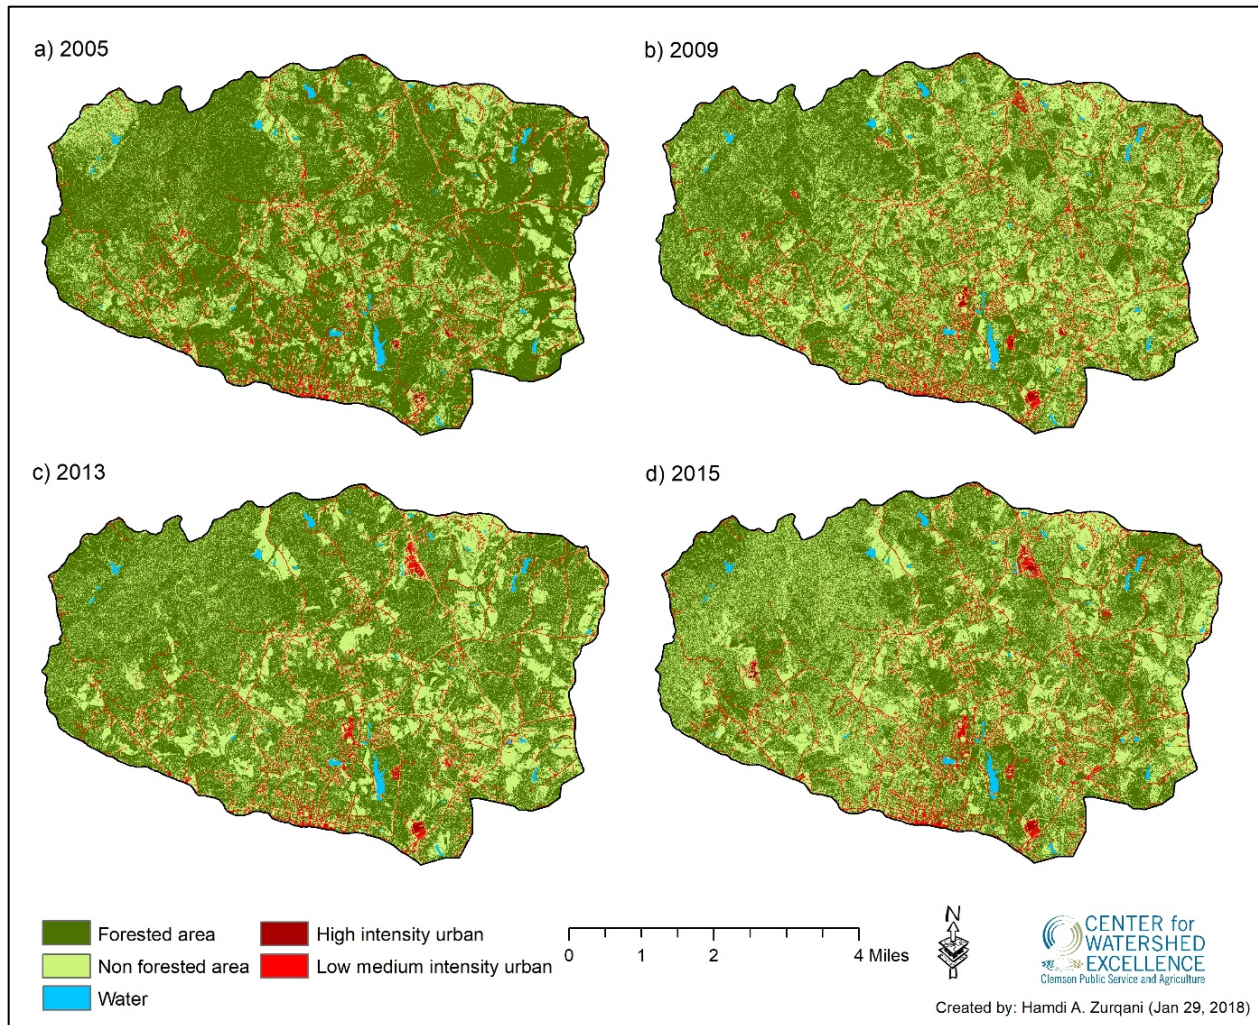 a) 2005
b) 2009
c) 2013
d) 2015
Forested area
High intensity urban
Non forested area
Low medium intensity urban
Water
0 1 2 4 Miles
N
CENTER for
WATERSHED
EXCELLENCE
Clemson Public Service and Agriculture
Created by: Hamdi A. Zurqani (Jan 29, 2018)